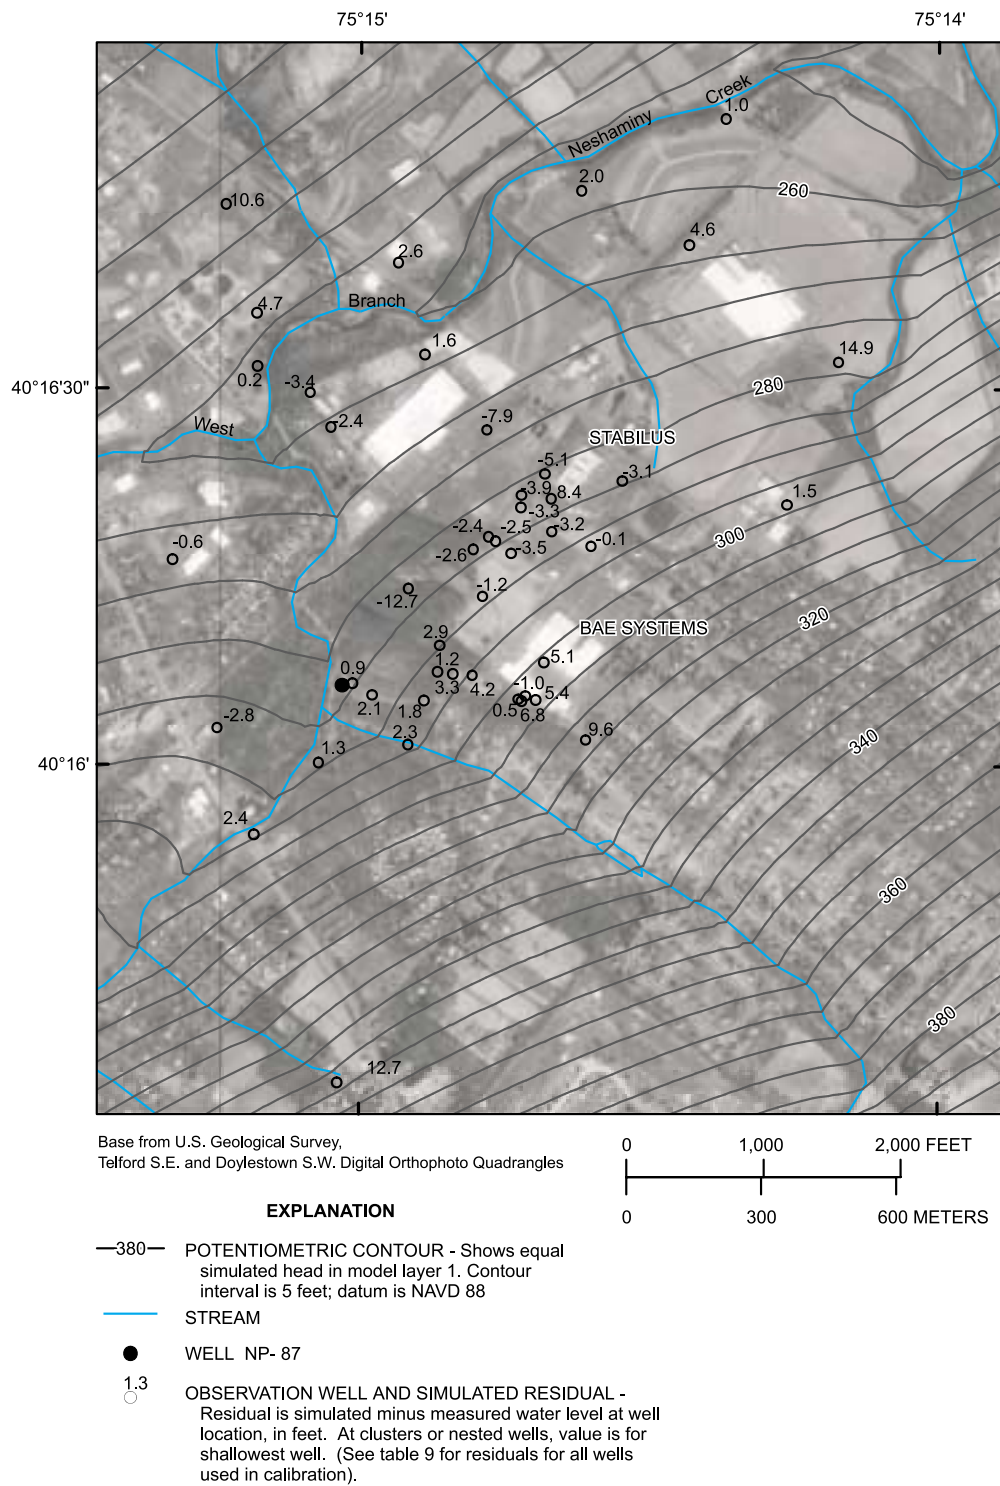 75°15'
75°14'
Creek
1.0
Neshaminy
2.0
260
10.6
4.6
2.6
Branch
4.7
1.6
14.9
0.2
-3.4
280
40°16'30"
West
-2.4
-7.9
STABILUS
-5.1
-3.1
-3.9
8.4
1.5
-3.3
-2.4
-2.5
-3.2
300
-0.6
-2.6
-3.5
-0.1
-12.7
-1.2
320
2.9
BAE SYSTEMS
0.9
1.2
5.1
3.3
4.2
-1.0
5.4
2.1
1.8
0.5
6.8
-2.8
2.3
9.6
340
1.3
40°16'
2.4
360
380
12.7
Base from U.S. Geological Survey,
Telford S.E. and Doylestown S.W. Digital Orthophoto Quadrangles
0 1,000 2,000 FEET
0 300 600 METERS
EXPLANATION
380 POTENTIOMETRIC CONTOUR - Shows equal
simulated head in model layer 1. Contour
interval is 5 feet; datum is NAVD 88
STREAM
WELL NP- 87
1.3
OBSERVATION WELL AND SIMULATED RESIDUAL -
Residual is simulated minus measured water level at well
location, in feet. At clusters or nested wells, value is for
shallowest well. (See table 9 for residuals for all wells
used in calibration).